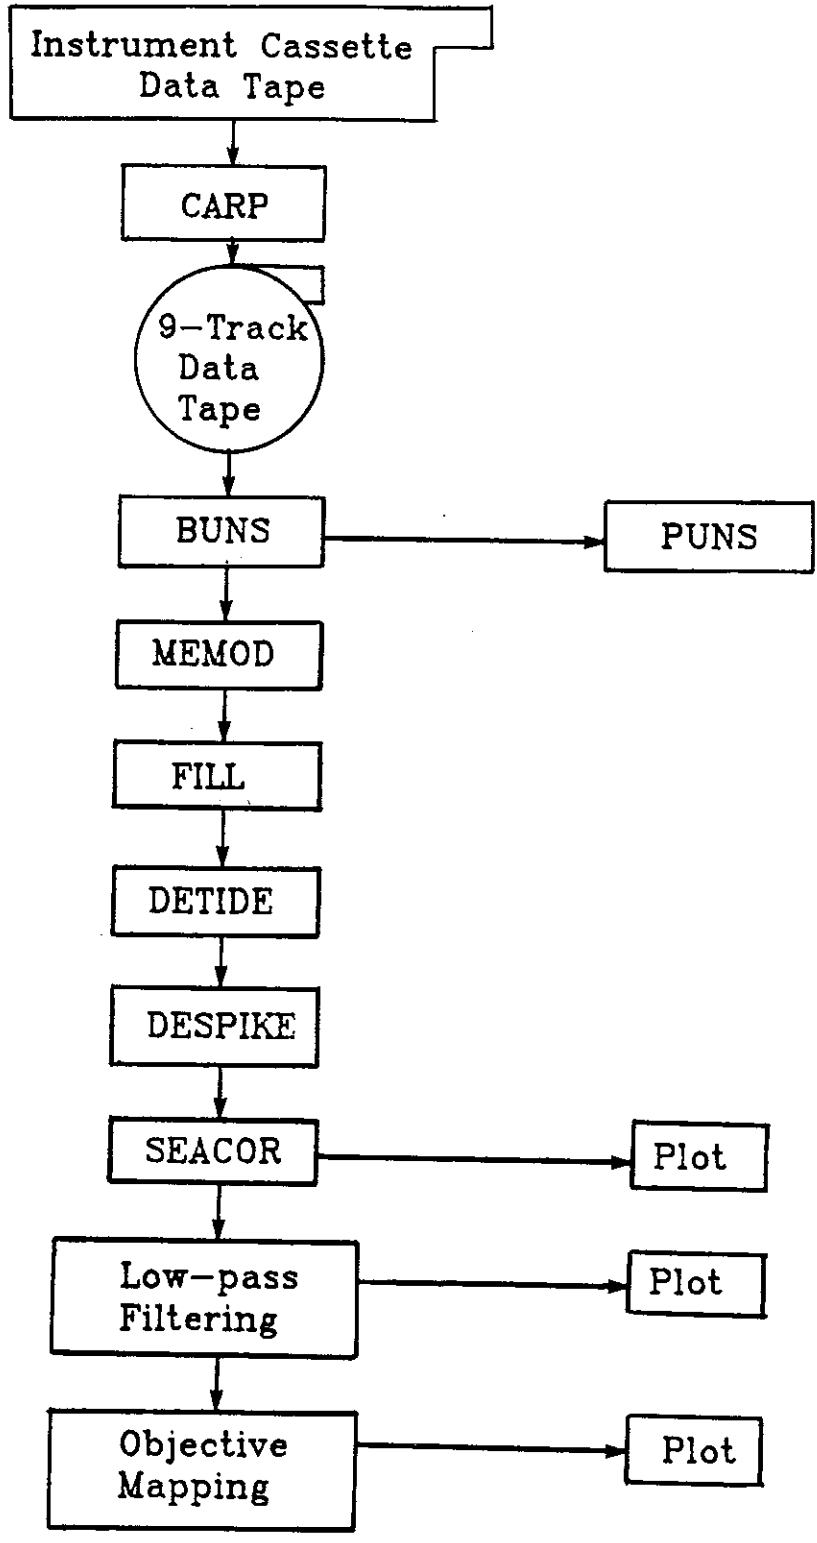 Instrument Cassette
Data Tape
CARP
9-Track
Data
Tape
BUNS
PUNS
MEMOD
FILL
DETIDE
DESPIKE
SEACOR
Plot
Low-pass
Filtering
Plot
Objective
Mapping
Plot